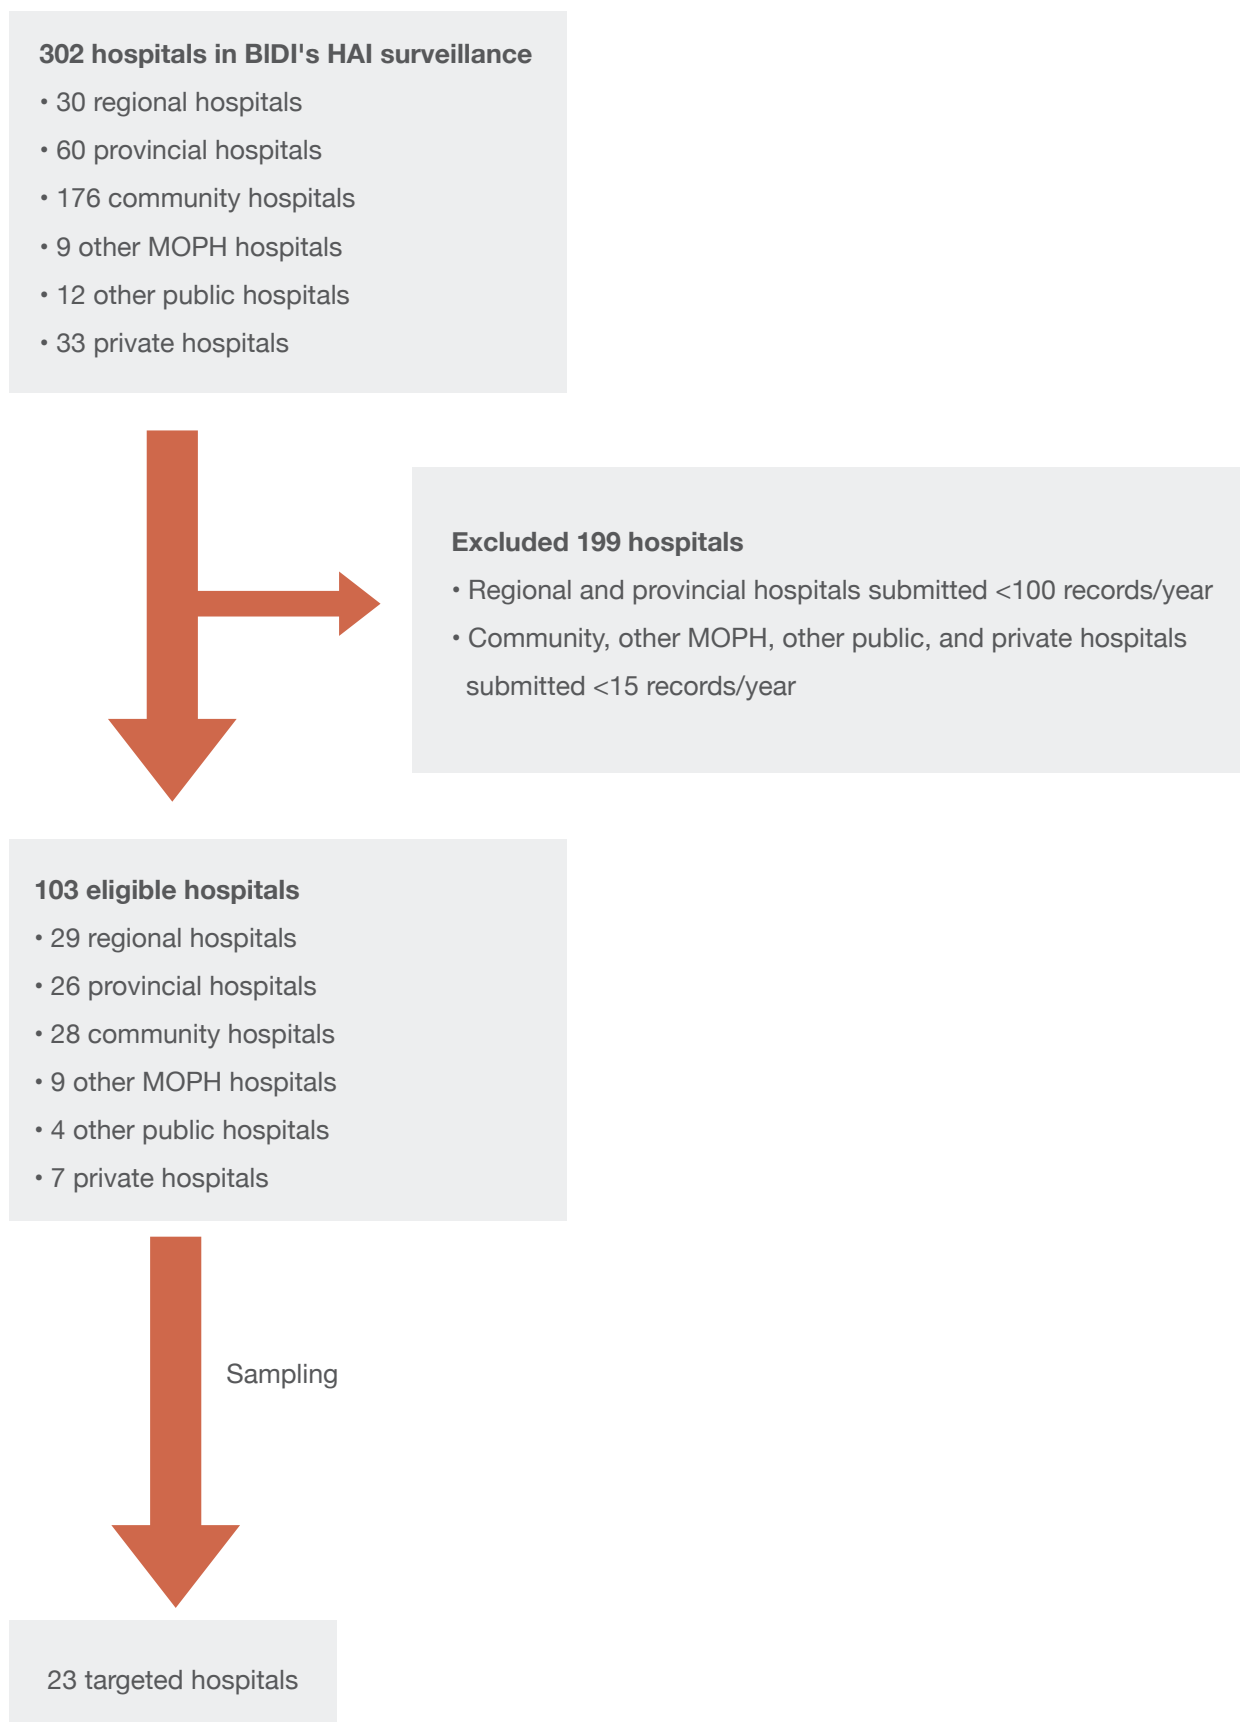 302 hospitals in BIDI's HAI surveillance
• 30 regional hospitals
• 60 provincial hospitals
• 176 community hospitals
• 9 other MOPH hospitals
• 12 other public hospitals
• 33 private hospitals
Excluded 199 hospitals
• Regional and provincial hospitals submitted <100 records/year
• Community, other MOPH, other public, and private hospitals
submitted <15 records/year
103 eligible hospitals
• 29 regional hospitals
• 26 provincial hospitals
• 28 community hospitals
• 9 other MOPH hospitals
• 4 other public hospitals
• 7 private hospitals
Sampling
23 targeted hospitals